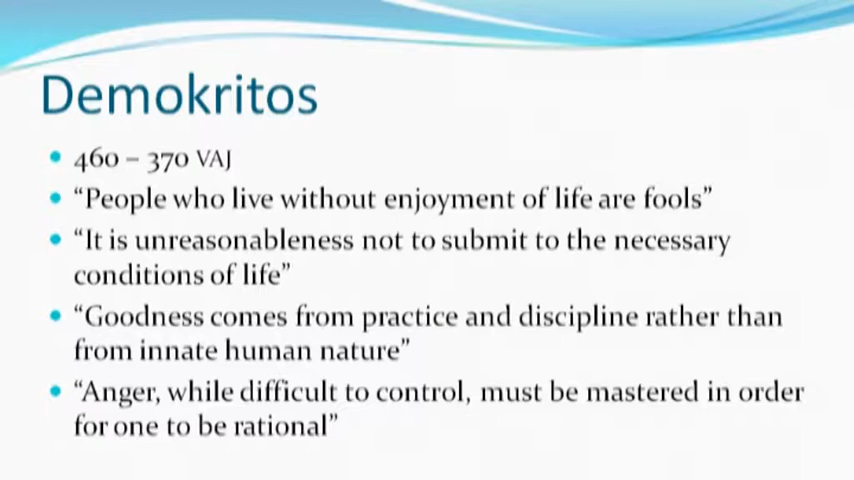 Demokritos
460 – 370 VAJ
“People who live without enjoyment of life are fools”
“It is unreasonableness not to submit to the necessary
conditions of life”
“Goodness comes from practice and discipline rather than
from innate human nature”
“Anger, while difficult to control, must be mastered in order
for one to be rational”